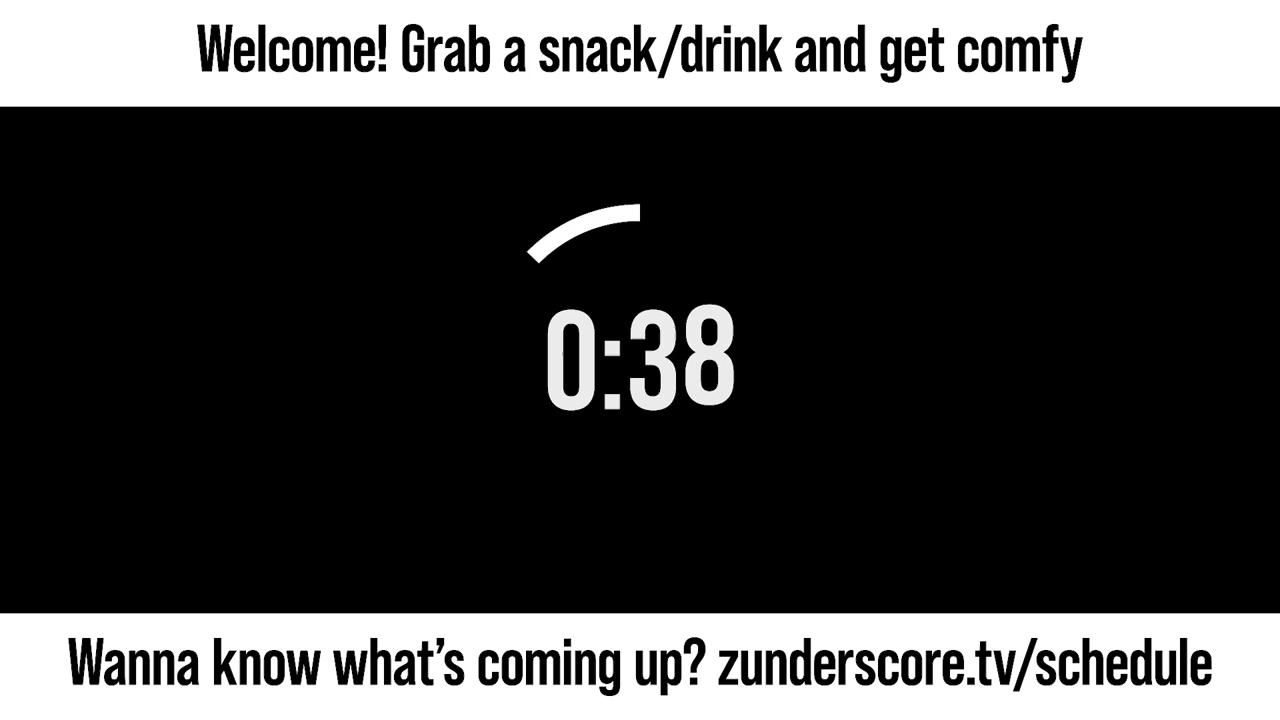 Welcome! Grab a snack/drink and get comfy
0:38
Wanna know what’s coming up? zunderscore.tv/schedule